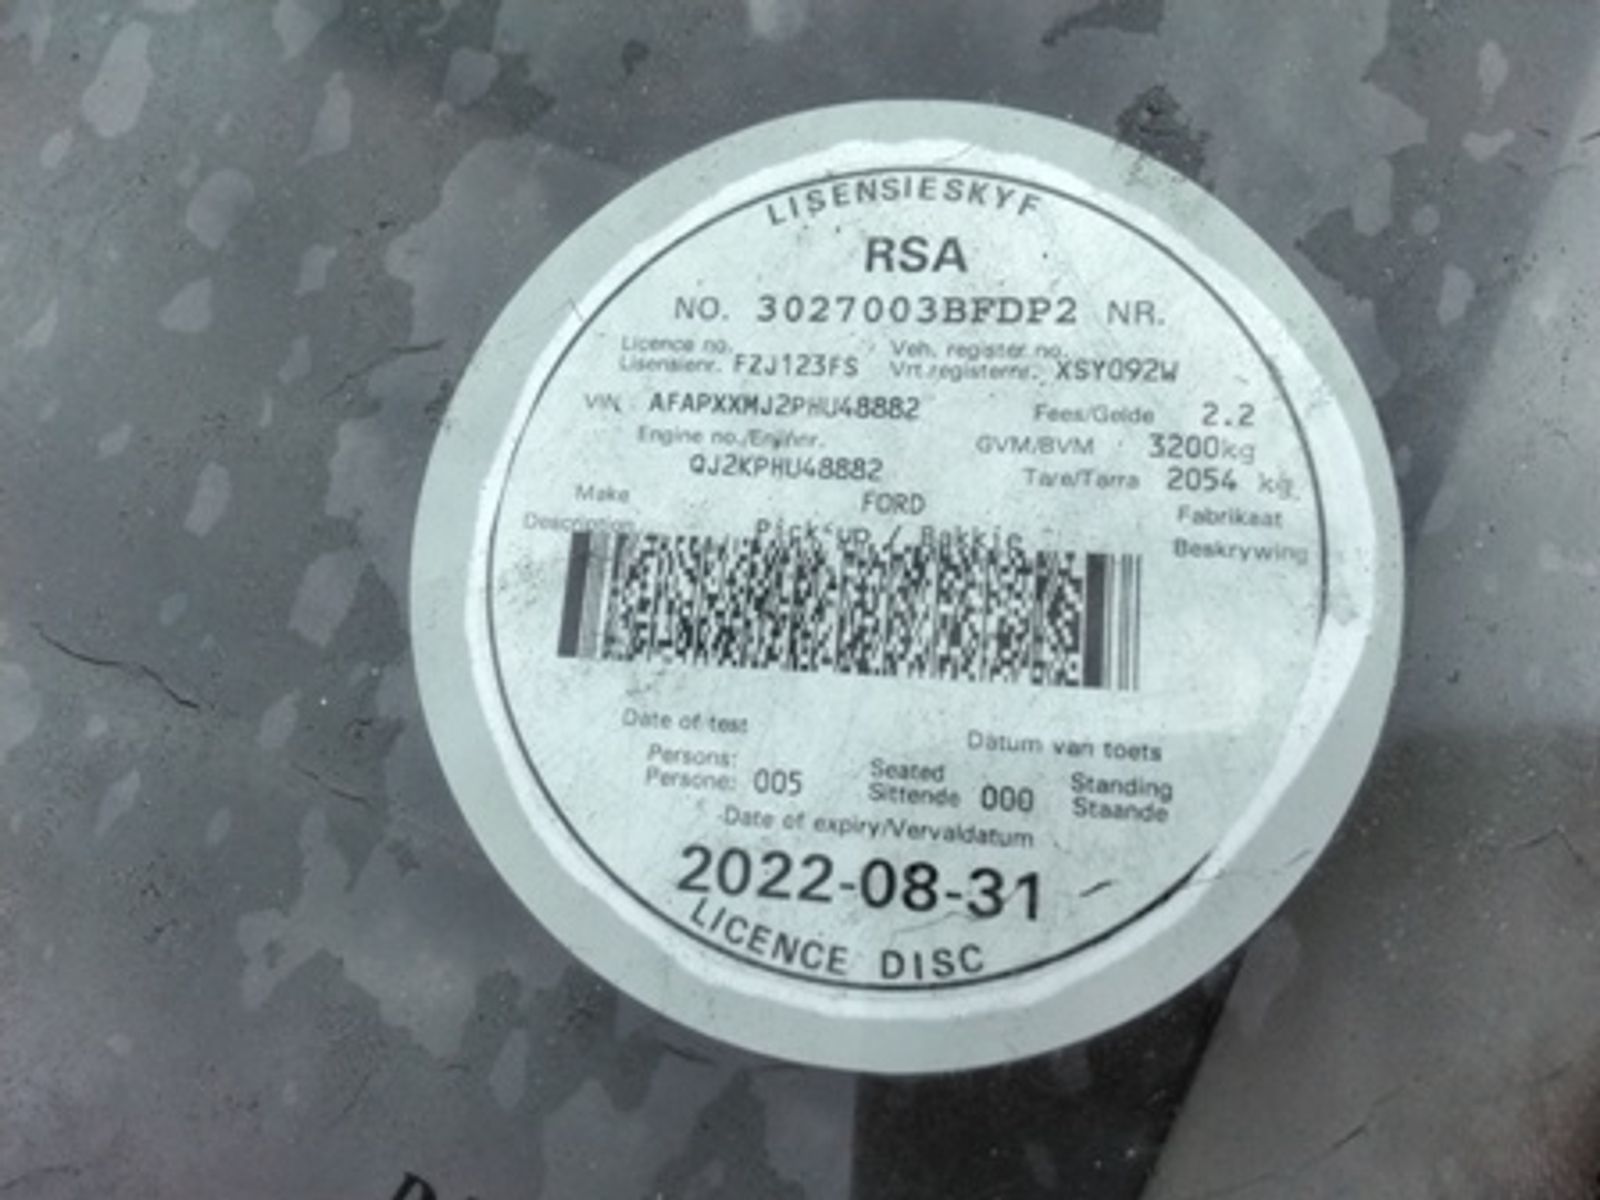 LISENSIESKYF
RSA
NO. 3027003BFDP2 NR.
Licence no. Veh. register no.
Lisensienr. FZJ123FS Vrt.registernr. XSY092W
VIN AFAPXXMJ2PHU48882 Fees/Gelde 2.2
Engine no./Enjinnr. GVM/BVM 3200kg
QJ2KPHU48882 Tare/Tarra 2054 kg.
Make FORD Fabrikaat
Description Pick-up / Bakkie Beskrywing
Date of test Datum van toets
Persons: Seated Standing
Persone: 005 Sittende 000 Staande
Date of expiry/Vervaldatum
2022-08-31
LICENCE DISC